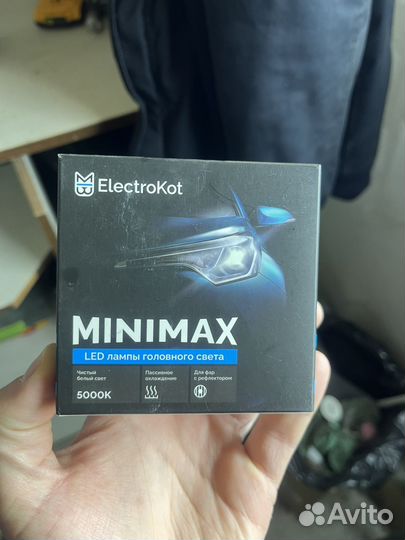 ElectroKot
MINIMAX
LED лампы головного света
Чистый
белый свет
Пассивное
охлаждение
Для фар
с рефлектором
5000K
Avito